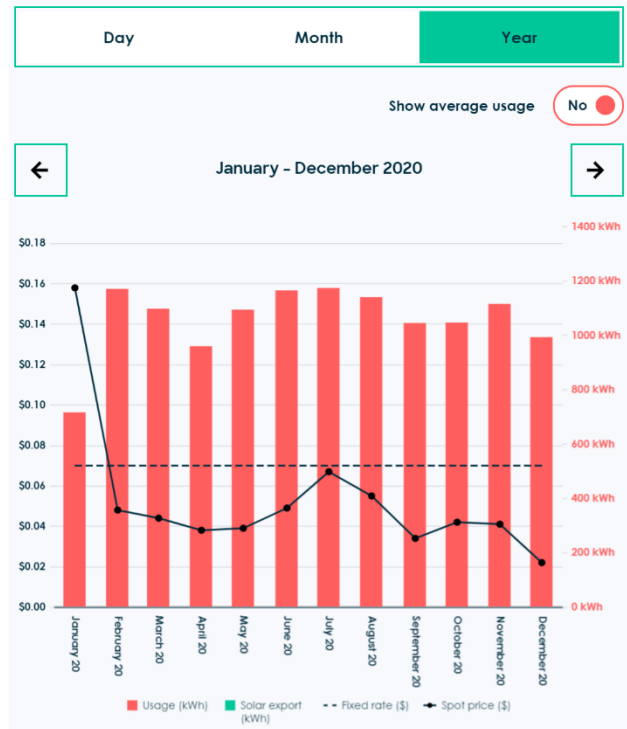 Day Month Year
Show average usage No
January – December 2020
1400 kWh
$0.18
1200 kWh
$0.16
$0.14
1000 kWh
$0.12
800 kWh
$0.10
600 kWh
$0.08
$0.06
400 kWh
$0.04
200 kWh
$0.02
$0.00 0 kWh
January 20
February 20
March 20
April 20
May 20
June 20
July 20
August 20
September 20
October 20
November 20
December 20
Usage (kWh) Solar export Fixed rate ($) Spot price ($)
(kWh)